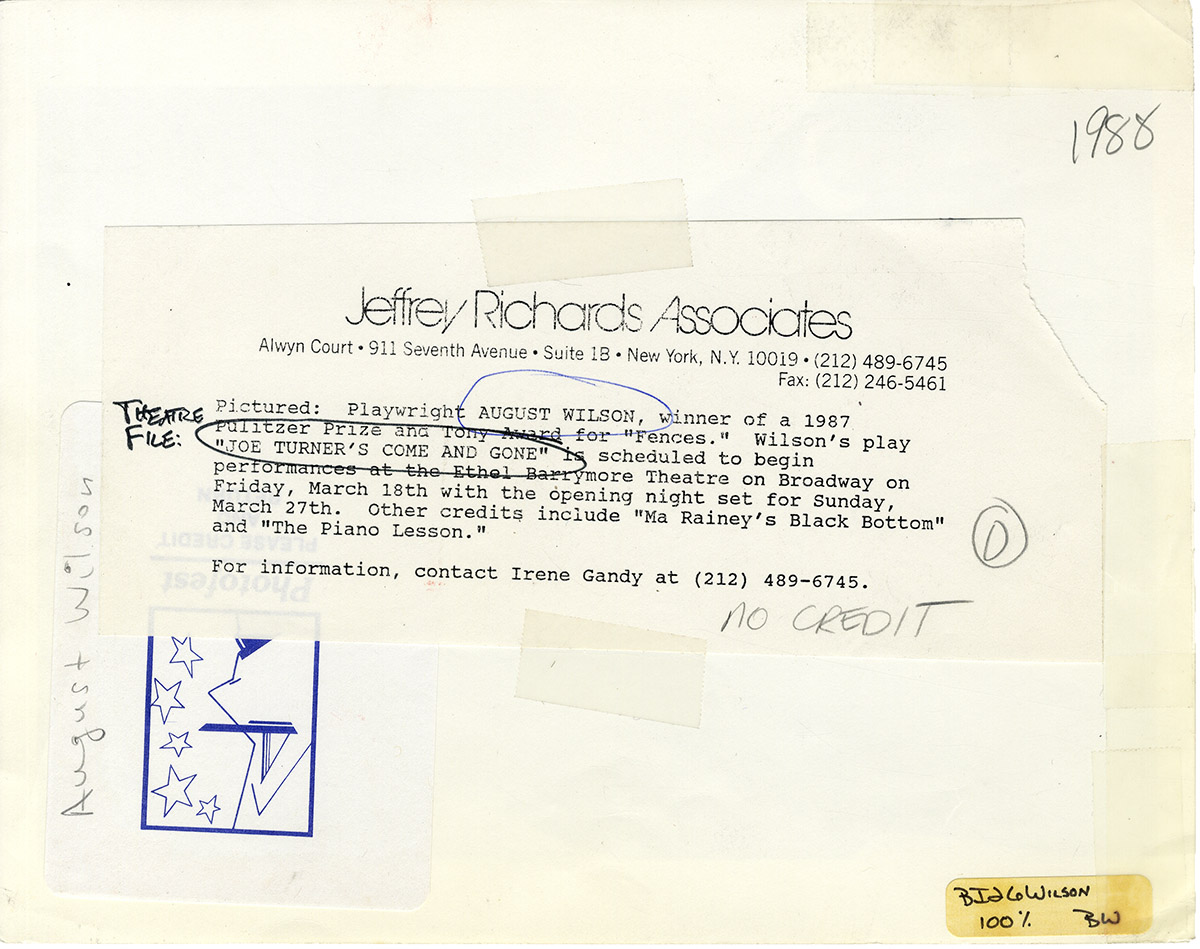 1988
Jeffrey Richards Associates
Alwyn Court • 911 Seventh Avenue • Suite 1B • New York, N.Y. 10019 • (212) 489-6745
Fax: (212) 246-5461
THEATRE
FILE:
Pictured: Playwright AUGUST WILSON, winner of a 1987
Pulitzer Prize and Tony Award for "Fences." Wilson's play
"JOE TURNER'S COME AND GONE" is scheduled to begin
performances at the Ethel Barrymore Theatre on Broadway on
Friday, March 18th with the opening night set for Sunday,
March 27th. Other credits include "Ma Rainey's Black Bottom"
and "The Piano Lesson."
For information, contact Irene Gandy at (212) 489-6745.
D
NO CREDIT
August Wilson
RETURN
PLEASE CREDIT
Photofest
WILSON
100% BW